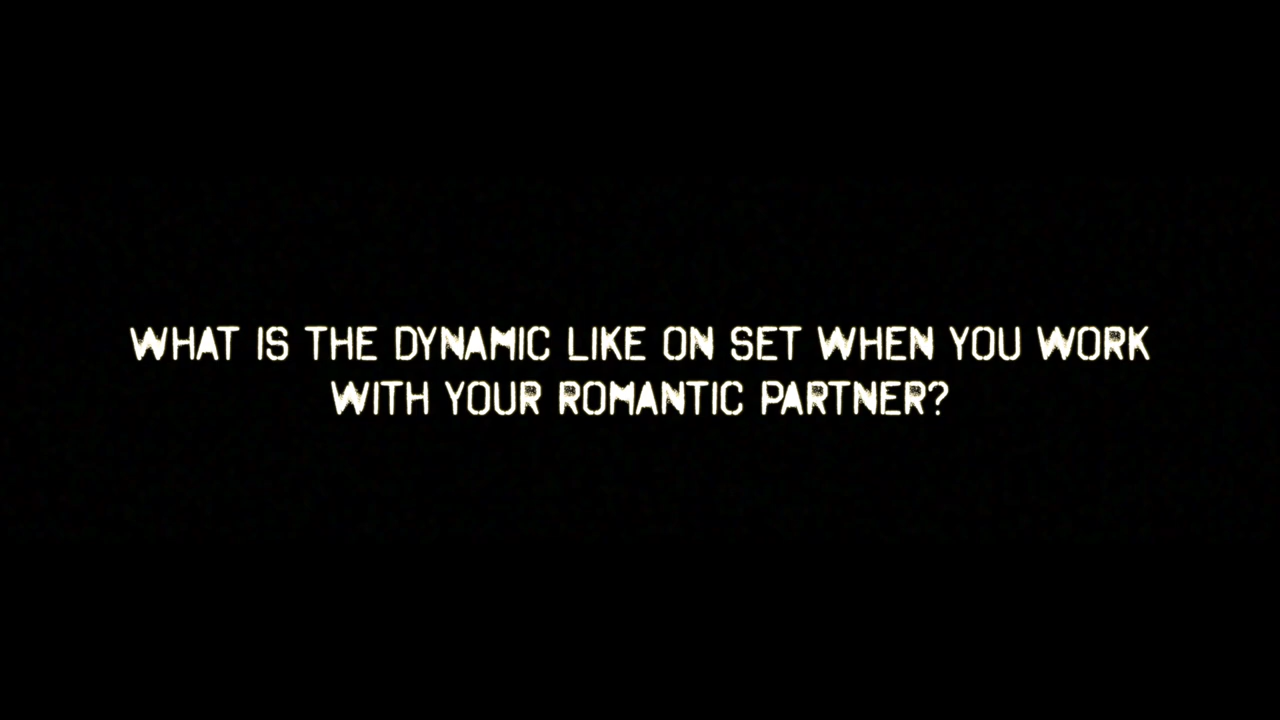 WHAT IS THE DYNAMIC LIKE ON SET WHEN YOU WORK
WITH YOUR ROMANTIC PARTNER?